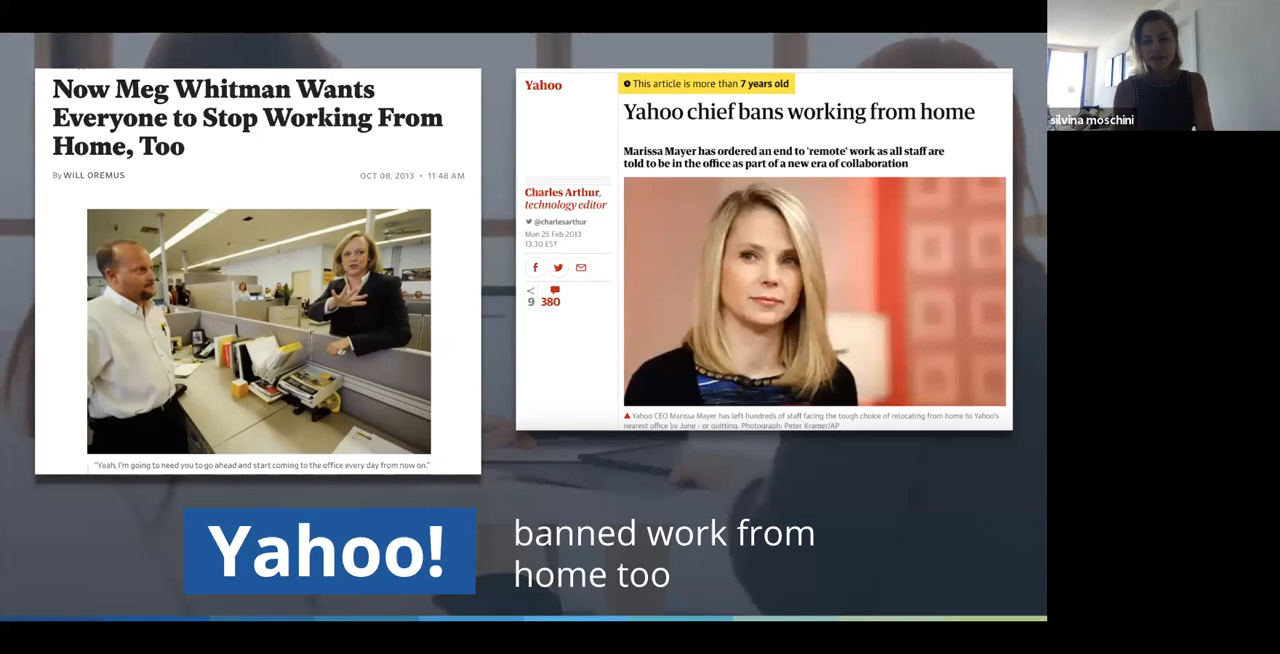 Now Meg Whitman Wants
Everyone to Stop Working From
Home, Too
By WILL OREMUS
OCT 08, 2013 • 11:48 AM
"Yeah, I'm going to need you to go ahead and start coming to the office every day from now on."
Yahoo
This article is more than 7 years old
Yahoo chief bans working from home
Marissa Mayer has ordered an end to 'remote' work as all staff are
told to be in the office as part of a new era of collaboration
Charles Arthur,
technology editor
@charlesarthur
Mon 25 Feb 2013
13.30 EST
9 380
Yahoo CEO Marissa Mayer has left hundreds of staff facing the tough choice of relocating from home to Yahoo's
nearest office by June - or quitting. Photograph: Peter Kramer/AP
Yahoo!
banned work from
home too
silvina moschini